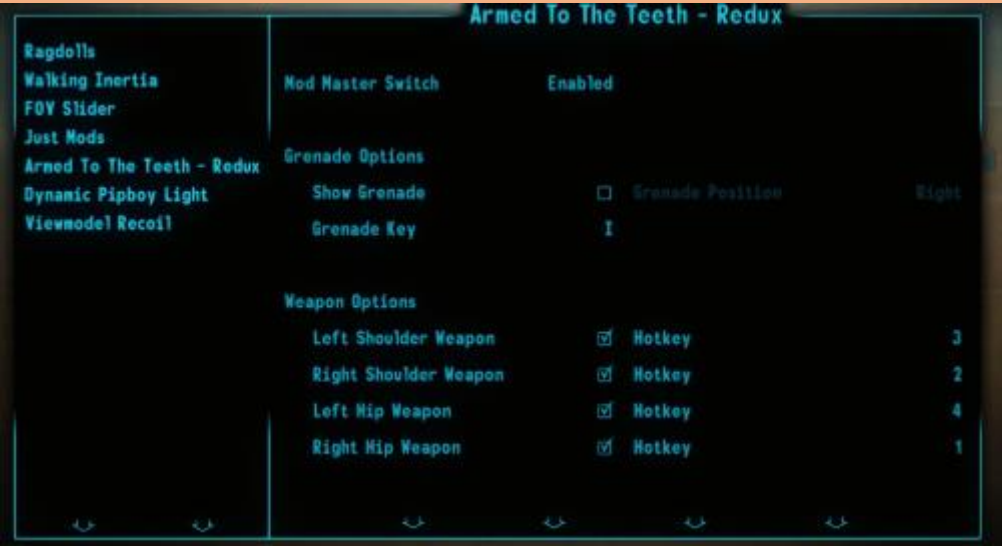 Armed To The Teeth - Redux
Ragdolls
Walking Inertia
FOV Slider
Just Mods
Armed To The Teeth - Redux
Dynamic Pipboy Light
Viewmodel Recoil
Mod Master Switch Enabled
Grenade Options
Show Grenade Grenade Position Right
Grenade Key I
Weapon Options
Left Shoulder Weapon Hotkey 3
Right Shoulder Weapon Hotkey 2
Left Hip Weapon Hotkey 4
Right Hip Weapon Hotkey 1